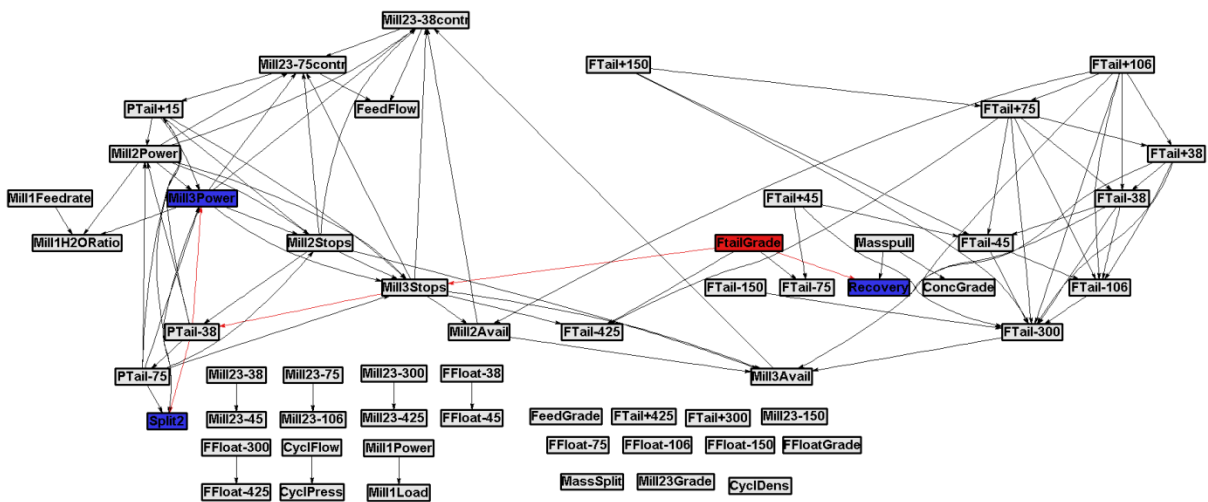 Mill23-38contr
Mill23-75contr
FTail+150
FTail+106
PTail+15
FeedFlow
FTail+75
Mill2Power
FTail+38
Mill1Feedrate
Mill3Power
FTail+45
FTail-38
Mill1H2ORatio
Mill2Stops
FtailGrade
Masspull
FTail-45
Mill3Stops
FTail-150
FTail-75
Recovery
ConcGrade
FTail-106
PTail-38
Mill2Avail
FTail-425
FTail-300
PTail-75
Mill23-38
Mill23-75
Mill23-300
FFloat-38
Mill3Avail
Split2
Mill23-45
Mill23-106
Mill23-425
FFloat-45
FeedGrade
FTail+425
FTail+300
Mill23-150
FFloat-300
CyclFlow
Mill1Power
FFloat-75
FFloat-106
FFloat-150
FFloatGrade
FFloat-425
CyclPress
Mill1Load
MassSplit
Mill23Grade
CyclDens